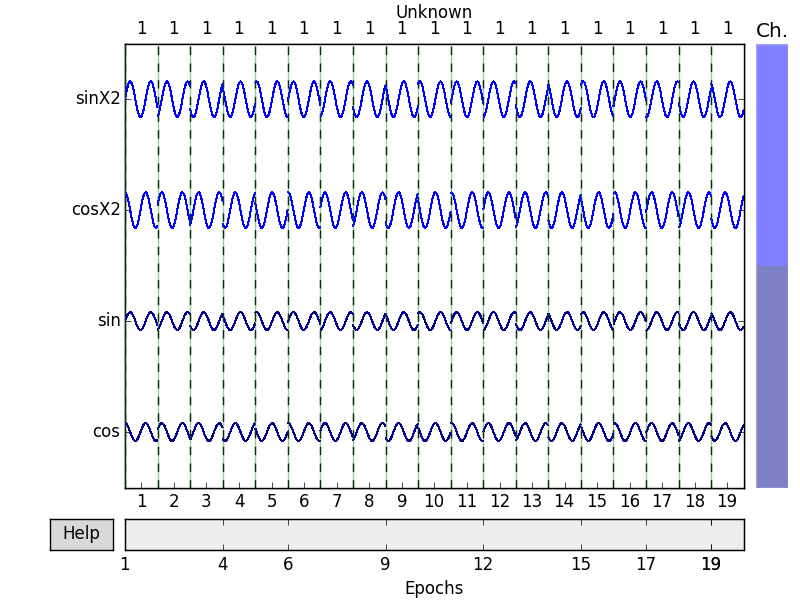 Unknown
1 1 1 1 1 1 1 1 1 1 1 1 1 1 1 1 1 1 1
Ch.
sinX2
cosX2
sin
cos
1 2 3 4 5 6 7 8 9 10 11 12 13 14 15 16 17 18 19
Help
1 4 6 9 12 15 17 19
Epochs